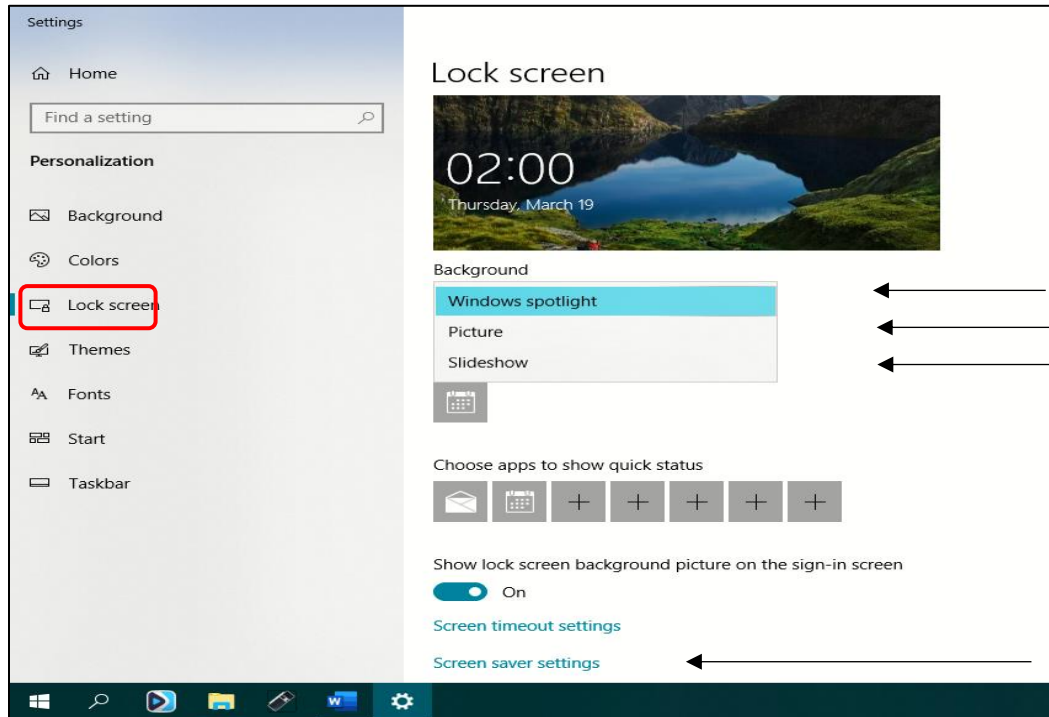 Settings
Home
Find a setting
Personalization
Background
Colors
Lock screen
Themes
Fonts
Start
Taskbar
Lock screen
02:00
Thursday, March 19
Background
Windows spotlight
Picture
Slideshow
Choose apps to show quick status
Show lock screen background picture on the sign-in screen
On
Screen timeout settings
Screen saver settings
W